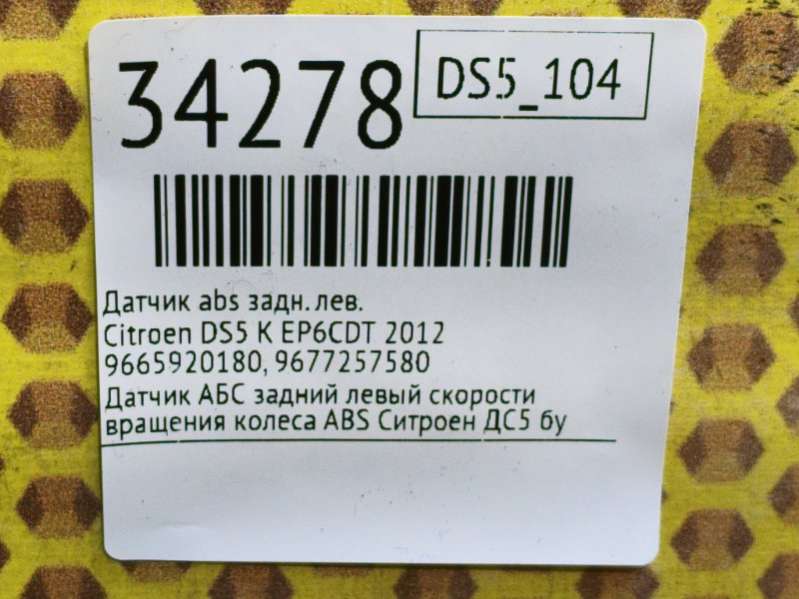 34278
DS5_104
Датчик abs задн. лев.
Citroen DS5 K EP6CDT 2012
9665920180, 9677257580
Датчик АБС задний левый скорости
вращения колеса ABS Ситроен ДС5 бу